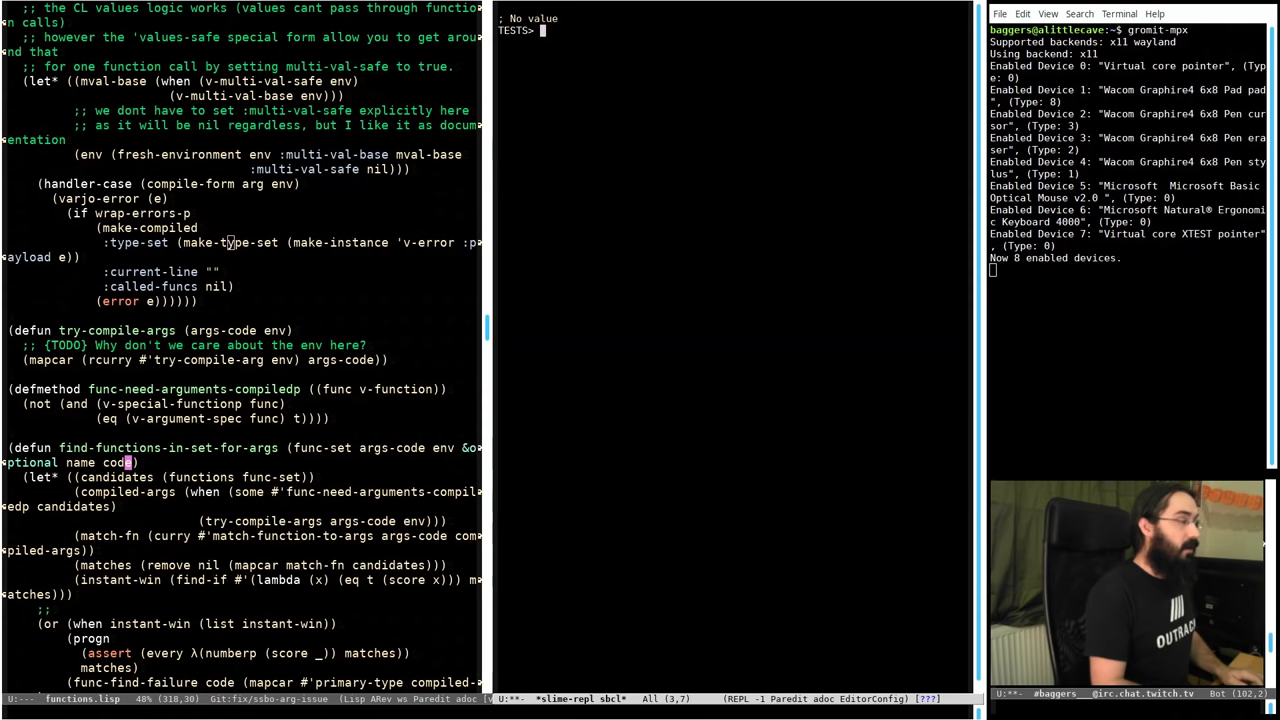 ;; the CL values logic works (values cant pass through functio
n calls)
;; however the 'values-safe special form allow you to get arou
nd that
;; for one function call by setting multi-val-safe to true.
(let* ((mval-base (when (v-multi-val-safe env)
(v-multi-val-base env)))
;; we dont have to set :multi-val-safe explicitly here
;; as it will be nil regardless, but I like it as docum
entation
(env (fresh-environment env :multi-val-base mval-base
:multi-val-safe nil)))
(handler-case (compile-form arg env)
(varjo-error (e)
(if wrap-errors-p
(make-compiled
:type-set (make-type-set (make-instance 'v-error :p
ayload e))
:current-line ""
:called-funcs nil)
(error e))))))
(defun try-compile-args (args-code env)
;; {TODO} Why don't we care about the env here?
(mapcar (rcurry #'try-compile-arg env) args-code))
(defmethod func-need-arguments-compiledp ((func v-function))
(not (and (v-special-functionp func)
(eq (v-argument-spec func) t))))
(defun find-functions-in-set-for-args (func-set args-code env &o
ptional name code)
(let* ((candidates (functions func-set))
(compiled-args (when (some #'func-need-arguments-compil
edp candidates)
(try-compile-args args-code env)))
(match-fn (curry #'match-function-to-args args-code com
piled-args))
(matches (remove nil (mapcar match-fn candidates)))
(instant-win (find-if #'(lambda (x) (eq t (score x))) m
atches)))
;;
(or (when instant-win (list instant-win))
(progn
(assert (every λ(numberp (score _)) matches))
matches)
(func-find-failure code (mapcar #'primary-type compiled-
U:--- functions.lisp 48% (318,30) Git:fix/ssbo-arg-issue (Lisp ARev ws Paredit adoc [v
; No value
TESTS>
U:**- *slime-repl sbcl* All (3,7) (REPL -1 Paredit adoc EditorConfig) [???]
File Edit View Search Terminal Help
baggers@alittlecave:~$ gromit-mpx
Supported backends: x11 wayland
Using backend: x11
Enabled Device 0: "Virtual core pointer", (Typ
e: 0)
Enabled Device 1: "Wacom Graphire4 6x8 Pad pad
", (Type: 8)
Enabled Device 2: "Wacom Graphire4 6x8 Pen cur
sor", (Type: 3)
Enabled Device 3: "Wacom Graphire4 6x8 Pen era
ser", (Type: 2)
Enabled Device 4: "Wacom Graphire4 6x8 Pen sty
lus", (Type: 1)
Enabled Device 5: "Microsoft  Microsoft Basic
Optical Mouse v2.0 ", (Type: 0)
Enabled Device 6: "Microsoft Natural® Ergonomi
c Keyboard 4000", (Type: 0)
Enabled Device 7: "Virtual core XTEST pointer"
, (Type: 0)
Now 8 enabled devices.
U:**- #baggers___@irc.chat.twitch.tv Bot (102,2)